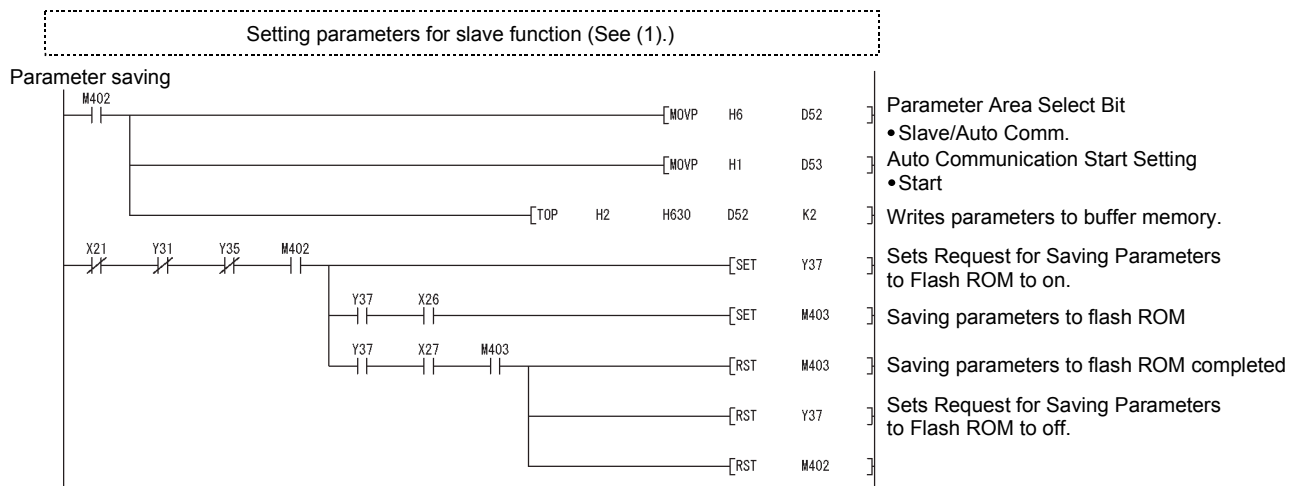 Setting parameters for slave function (See (1).)
Parameter saving
M402
[MOVP H6 D52 ]
Parameter Area Select Bit
•Slave/Auto Comm.
[MOVP H1 D53 ]
Auto Communication Start Setting
•Start
[TOP H2 H630 D52 K2 ]
Writes parameters to buffer memory.
X21 Y31 Y35 M402
[SET Y37 ]
Sets Request for Saving Parameters
to Flash ROM to on.
Y37 X26
[SET M403 ]
Saving parameters to flash ROM
Y37 X27 M403
[RST M403 ]
Saving parameters to flash ROM completed
[RST Y37 ]
Sets Request for Saving Parameters
to Flash ROM to off.
[RST M402 ]